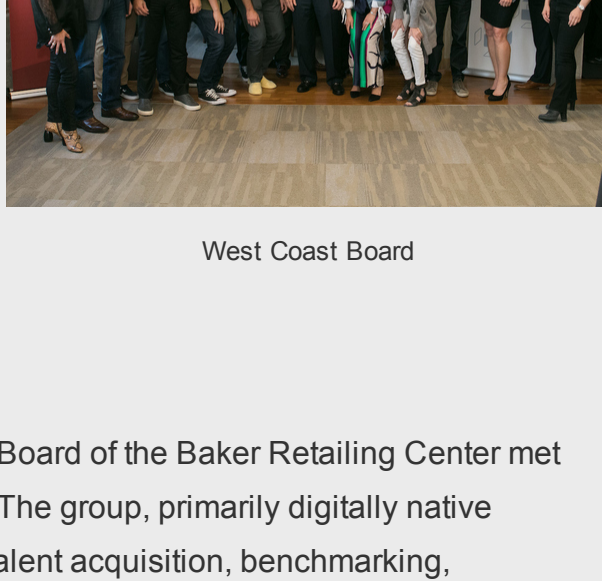 West Coast Board
Board of the Baker Retailing Center met
The group, primarily digitally native
alent acquisition, benchmarking,